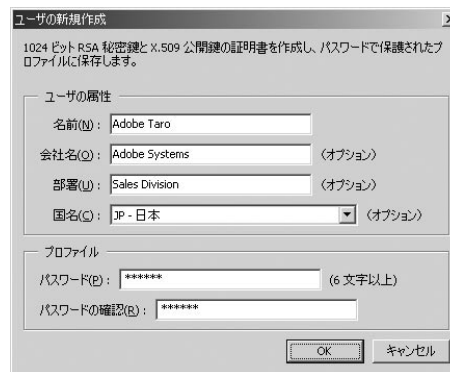 ユーザの新規作成
1024 ビット RSA 秘密鍵と X.509 公開鍵の証明書を作成し、パスワードで保護されたプ
ロファイルに保存します。
ユーザの属性
名前(N): Adobe Taro
会社名(O): Adobe Systems (オプション)
部署(U): Sales Division (オプション)
国名(C): JP - 日本 (オプション)
プロファイル
パスワード(P): ****** (6 文字以上)
パスワードの確認(R): ******
OK キャンセル